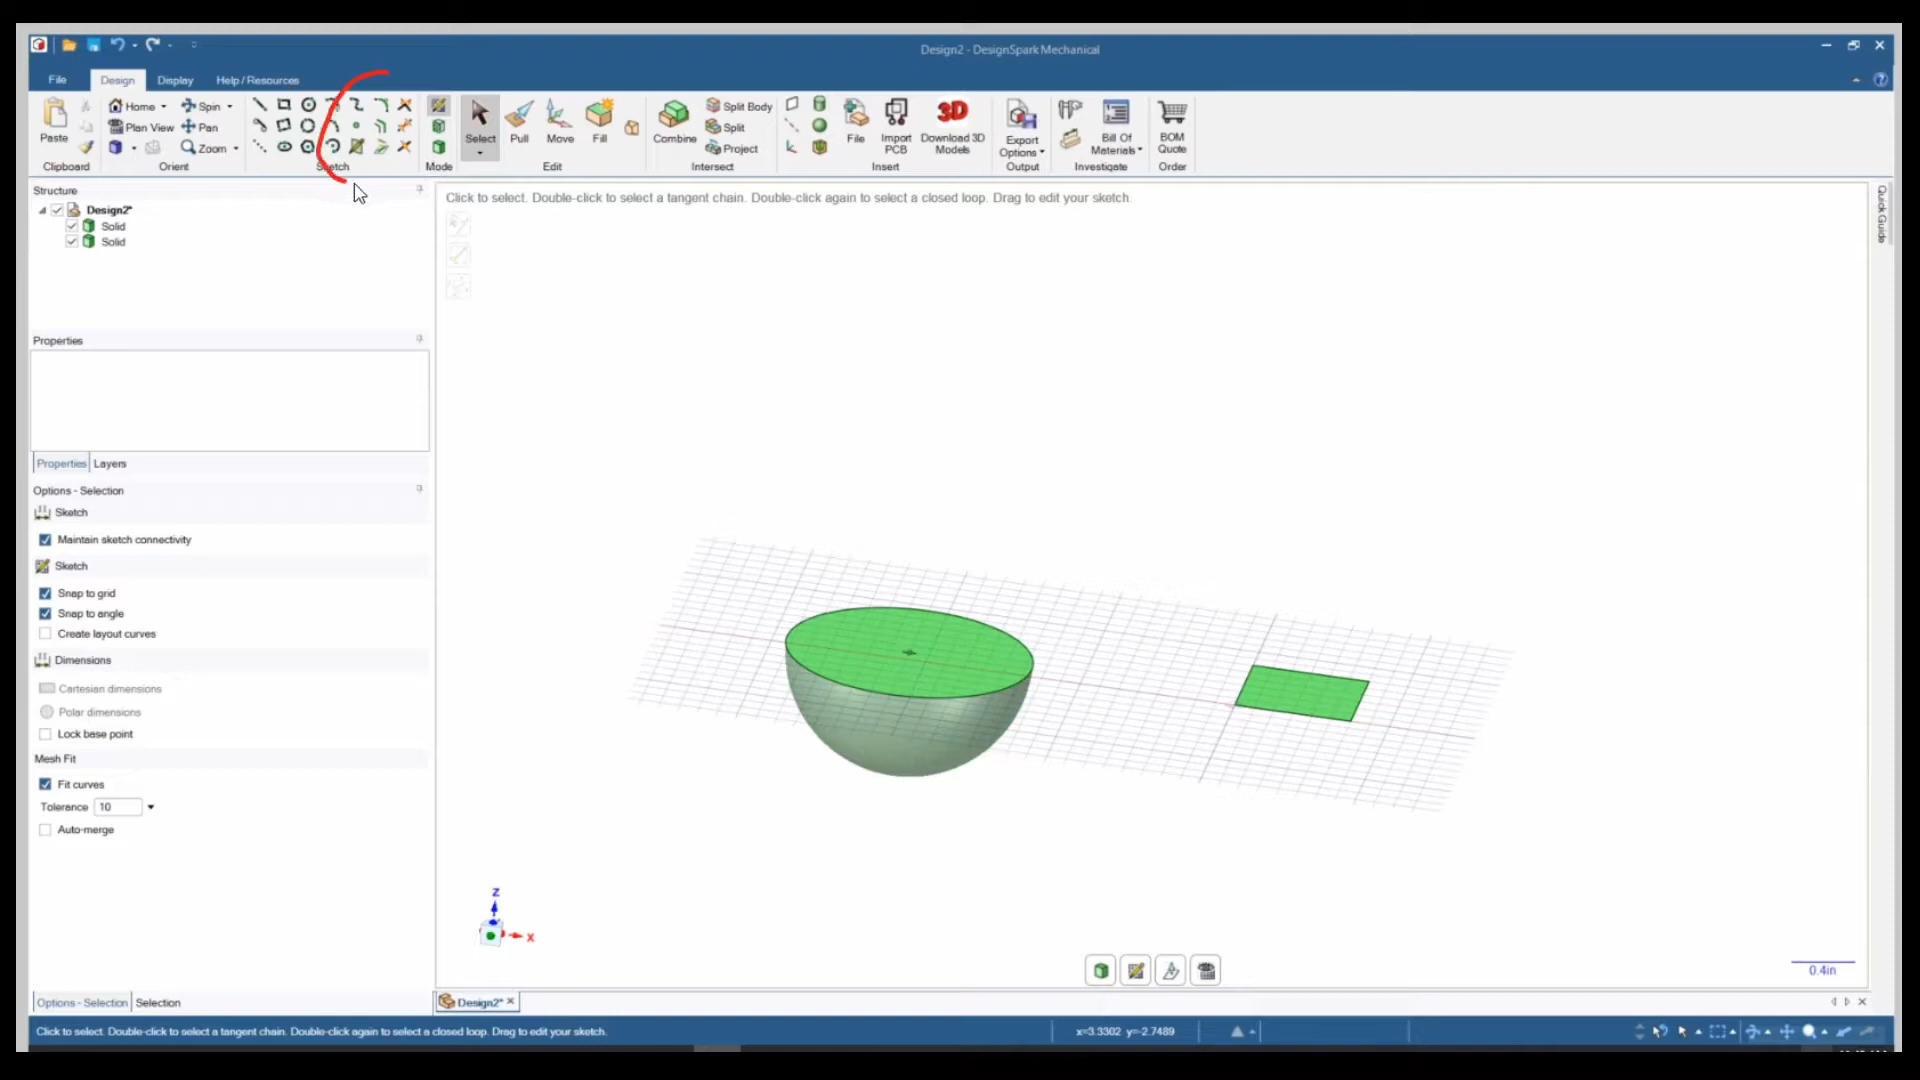 Design2 - DesignSpark Mechanical
File Design Display Help / Resources
Paste
Home Spin
Plan View Pan
Zoom
Select Pull Move Fill
Combine
Split Body
Split
Project
File Import PCB Download 3D Models
Export Options
Bill Of Materials
BOM Quote
Clipboard Orient Sketch Mode Edit Intersect Insert Output Investigate Order
Structure
Design2*
Solid
Solid
Click to select. Double-click to select a tangent chain. Double-click again to select a closed loop. Drag to edit your sketch.
Quick Guide
Properties
Properties Layers
Options - Selection
Sketch
Maintain sketch connectivity
Sketch
Snap to grid
Snap to angle
Create layout curves
Dimensions
Cartesian dimensions
Polar dimensions
Lock base point
Mesh Fit
Fit curves
Tolerance 10
Auto-merge
Z
X
0.4in
Options - Selection Selection
Design2*
Click to select. Double-click to select a tangent chain. Double-click again to select a closed loop. Drag to edit your sketch.
x=3.3302 y=-2.7489